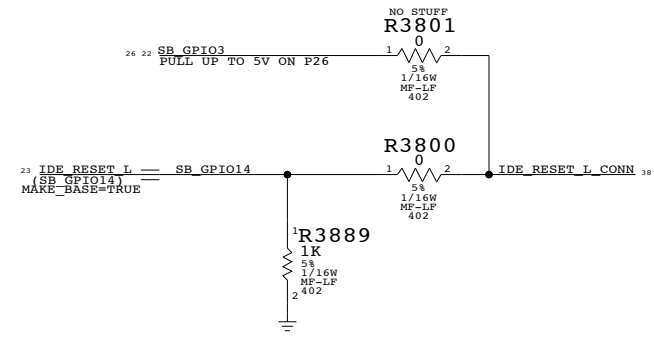 NO STUFF
R3801
0
26 22 SB_GPIO3
1 2
PULL UP TO 5V ON P26
5%
1/16W
MF-LF
402
R3800
0
23 IDE_RESET_L SB_GPIO14
1 2
IDE_RESET_L_CONN 38
(SB_GPIO14)
MAKE_BASE=TRUE
5%
1/16W
MF-LF
402
1
R3889
1K
5%
1/16W
MF-LF
2 402